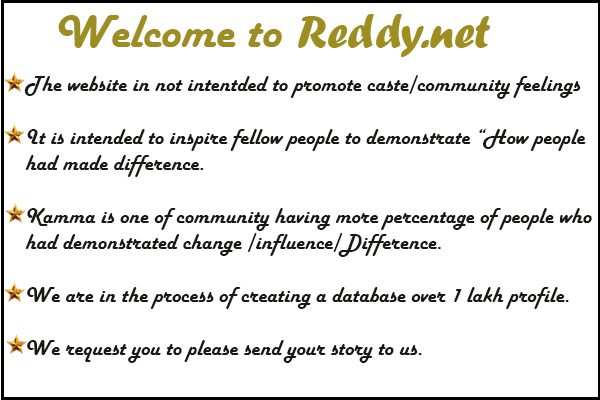 Welcome to Reddy.net
The website in not intentded to promote caste/community feelings
It is intended to inspire fellow people to demonstrate “How people
had made difference.
Kamma is one of community having more percentage of people who
had demonstrated change /influence/Difference.
We are in the process of creating a database over 1 lakh profile.
We request you to please send your story to us.